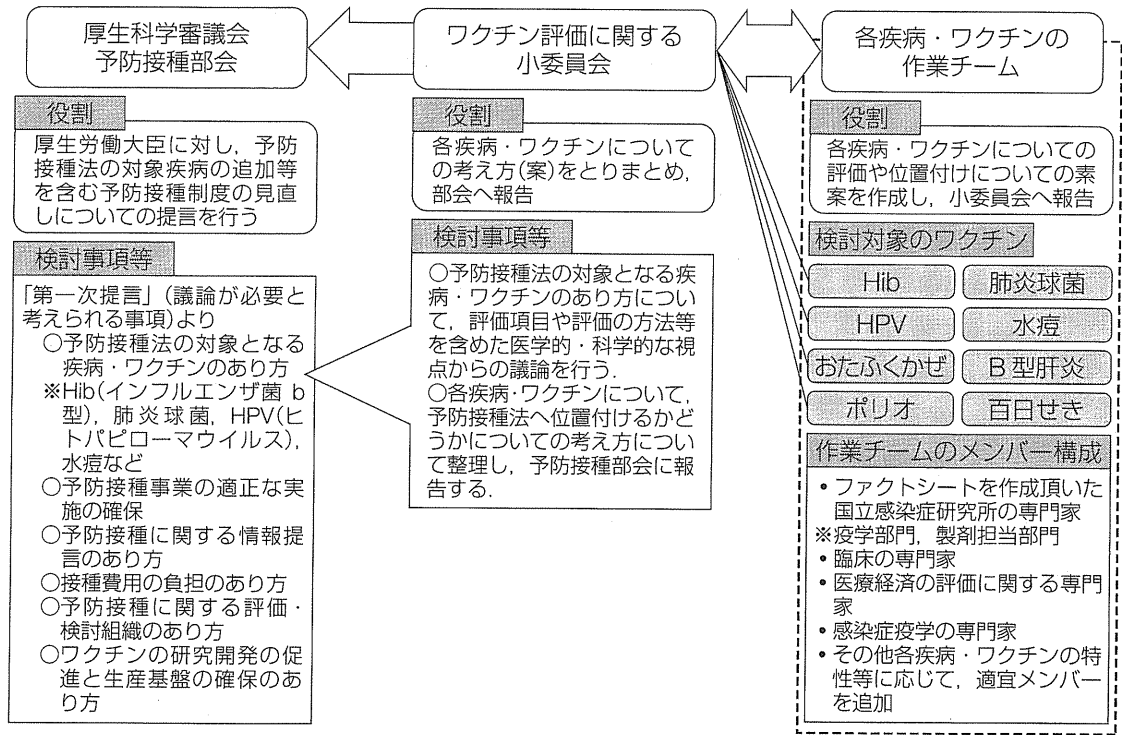 厚生科学審議会
予防接種部会
役割
厚生労働大臣に対し，予防
接種法の対象疾病の追加等
を含む予防接種制度の見直
しについての提言を行う
検討事項等
「第一次提言」（議論が必要と
考えられる事項）より
○予防接種法の対象となる
疾病・ワクチンのあり方
※Hib(インフルエンザ菌 b
型)，肺炎球菌，HPV(ヒ
トパピローマウイルス)，
水痘など
○予防接種事業の適正な実
施の確保
○予防接種に関する情報提
言のあり方
○接種費用の負担のあり方
○予防接種に関する評価・
検討組織のあり方
○ワクチンの研究開発の促
進と生産基盤の確保のあ
り方
ワクチン評価に関する
小委員会
役割
各疾病・ワクチンについて
の考え方(案)をとりまとめ，
部会へ報告
検討事項等
○予防接種法の対象となる疾
病・ワクチンのあり方につい
て，評価項目や評価の方法等
を含めた医学的・科学的な視
点からの議論を行う．
○各疾病・ワクチンについて，
予防接種法へ位置付けるかど
うかについての考え方につい
て整理し，予防接種部会に報
告する．
各疾病・ワクチンの
作業チーム
役割
各疾病・ワクチンについての
評価や位置付けについての素
案を作成し，小委員会へ報告
検討対象のワクチン
Hib 肺炎球菌
HPV 水痘
おたふくかぜ B型肝炎
ポリオ 百日せき
作業チームのメンバー構成
・ファクトシートを作成頂いた
国立感染症研究所の専門家
※疫学部門，製剤担当部門
・臨床の専門家
・医療経済の評価に関する専門
家
・感染症疫学の専門家
・その他各疾病・ワクチンの特
性等に応じて，適宜メンバー
を追加